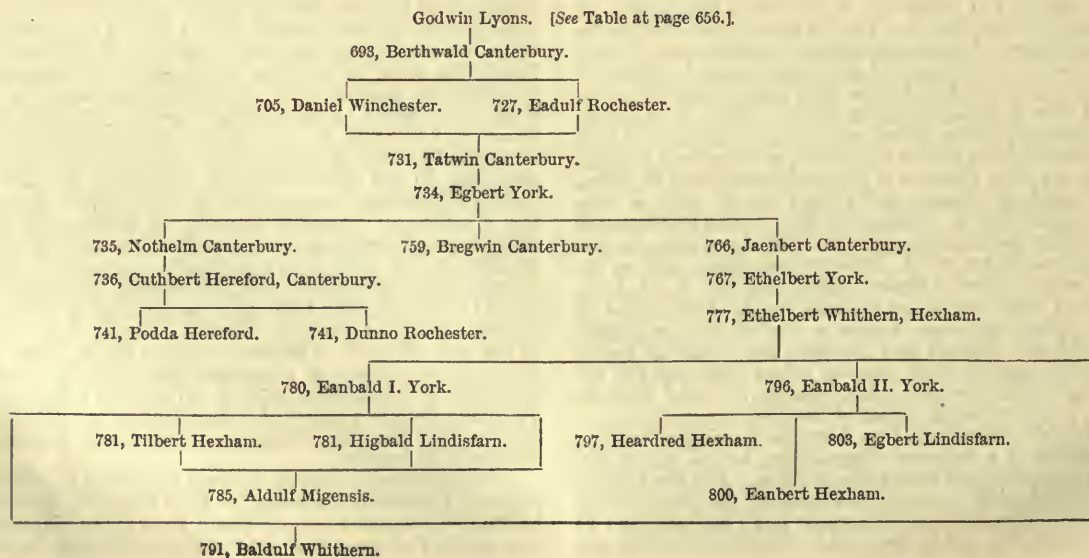 Godwin Lyons. [See Table at page 656.].
693, Berthwald Canterbury.
705, Daniel Winchester. 727, Eadulf Rochester.
731, Tatwin Canterbury.
734, Egbert York.
735, Nothelm Canterbury. 759, Bregwin Canterbury. 766, Jaenbert Canterbury.
736, Cuthbert Hereford, Canterbury. 767, Ethelbert York.
741, Podda Hereford. 741, Dunno Rochester. 777, Ethelbert Whithern, Hexham.
780, Eanbald I. York. 796, Eanbald II. York.
781, Tilbert Hexham. 781, Higbald Lindisfarn. 797, Heardred Hexham. 803, Egbert Lindisfarn.
785, Aldulf Migensis. 800, Eanbert Hexham.
791, Baldulf Whithern.